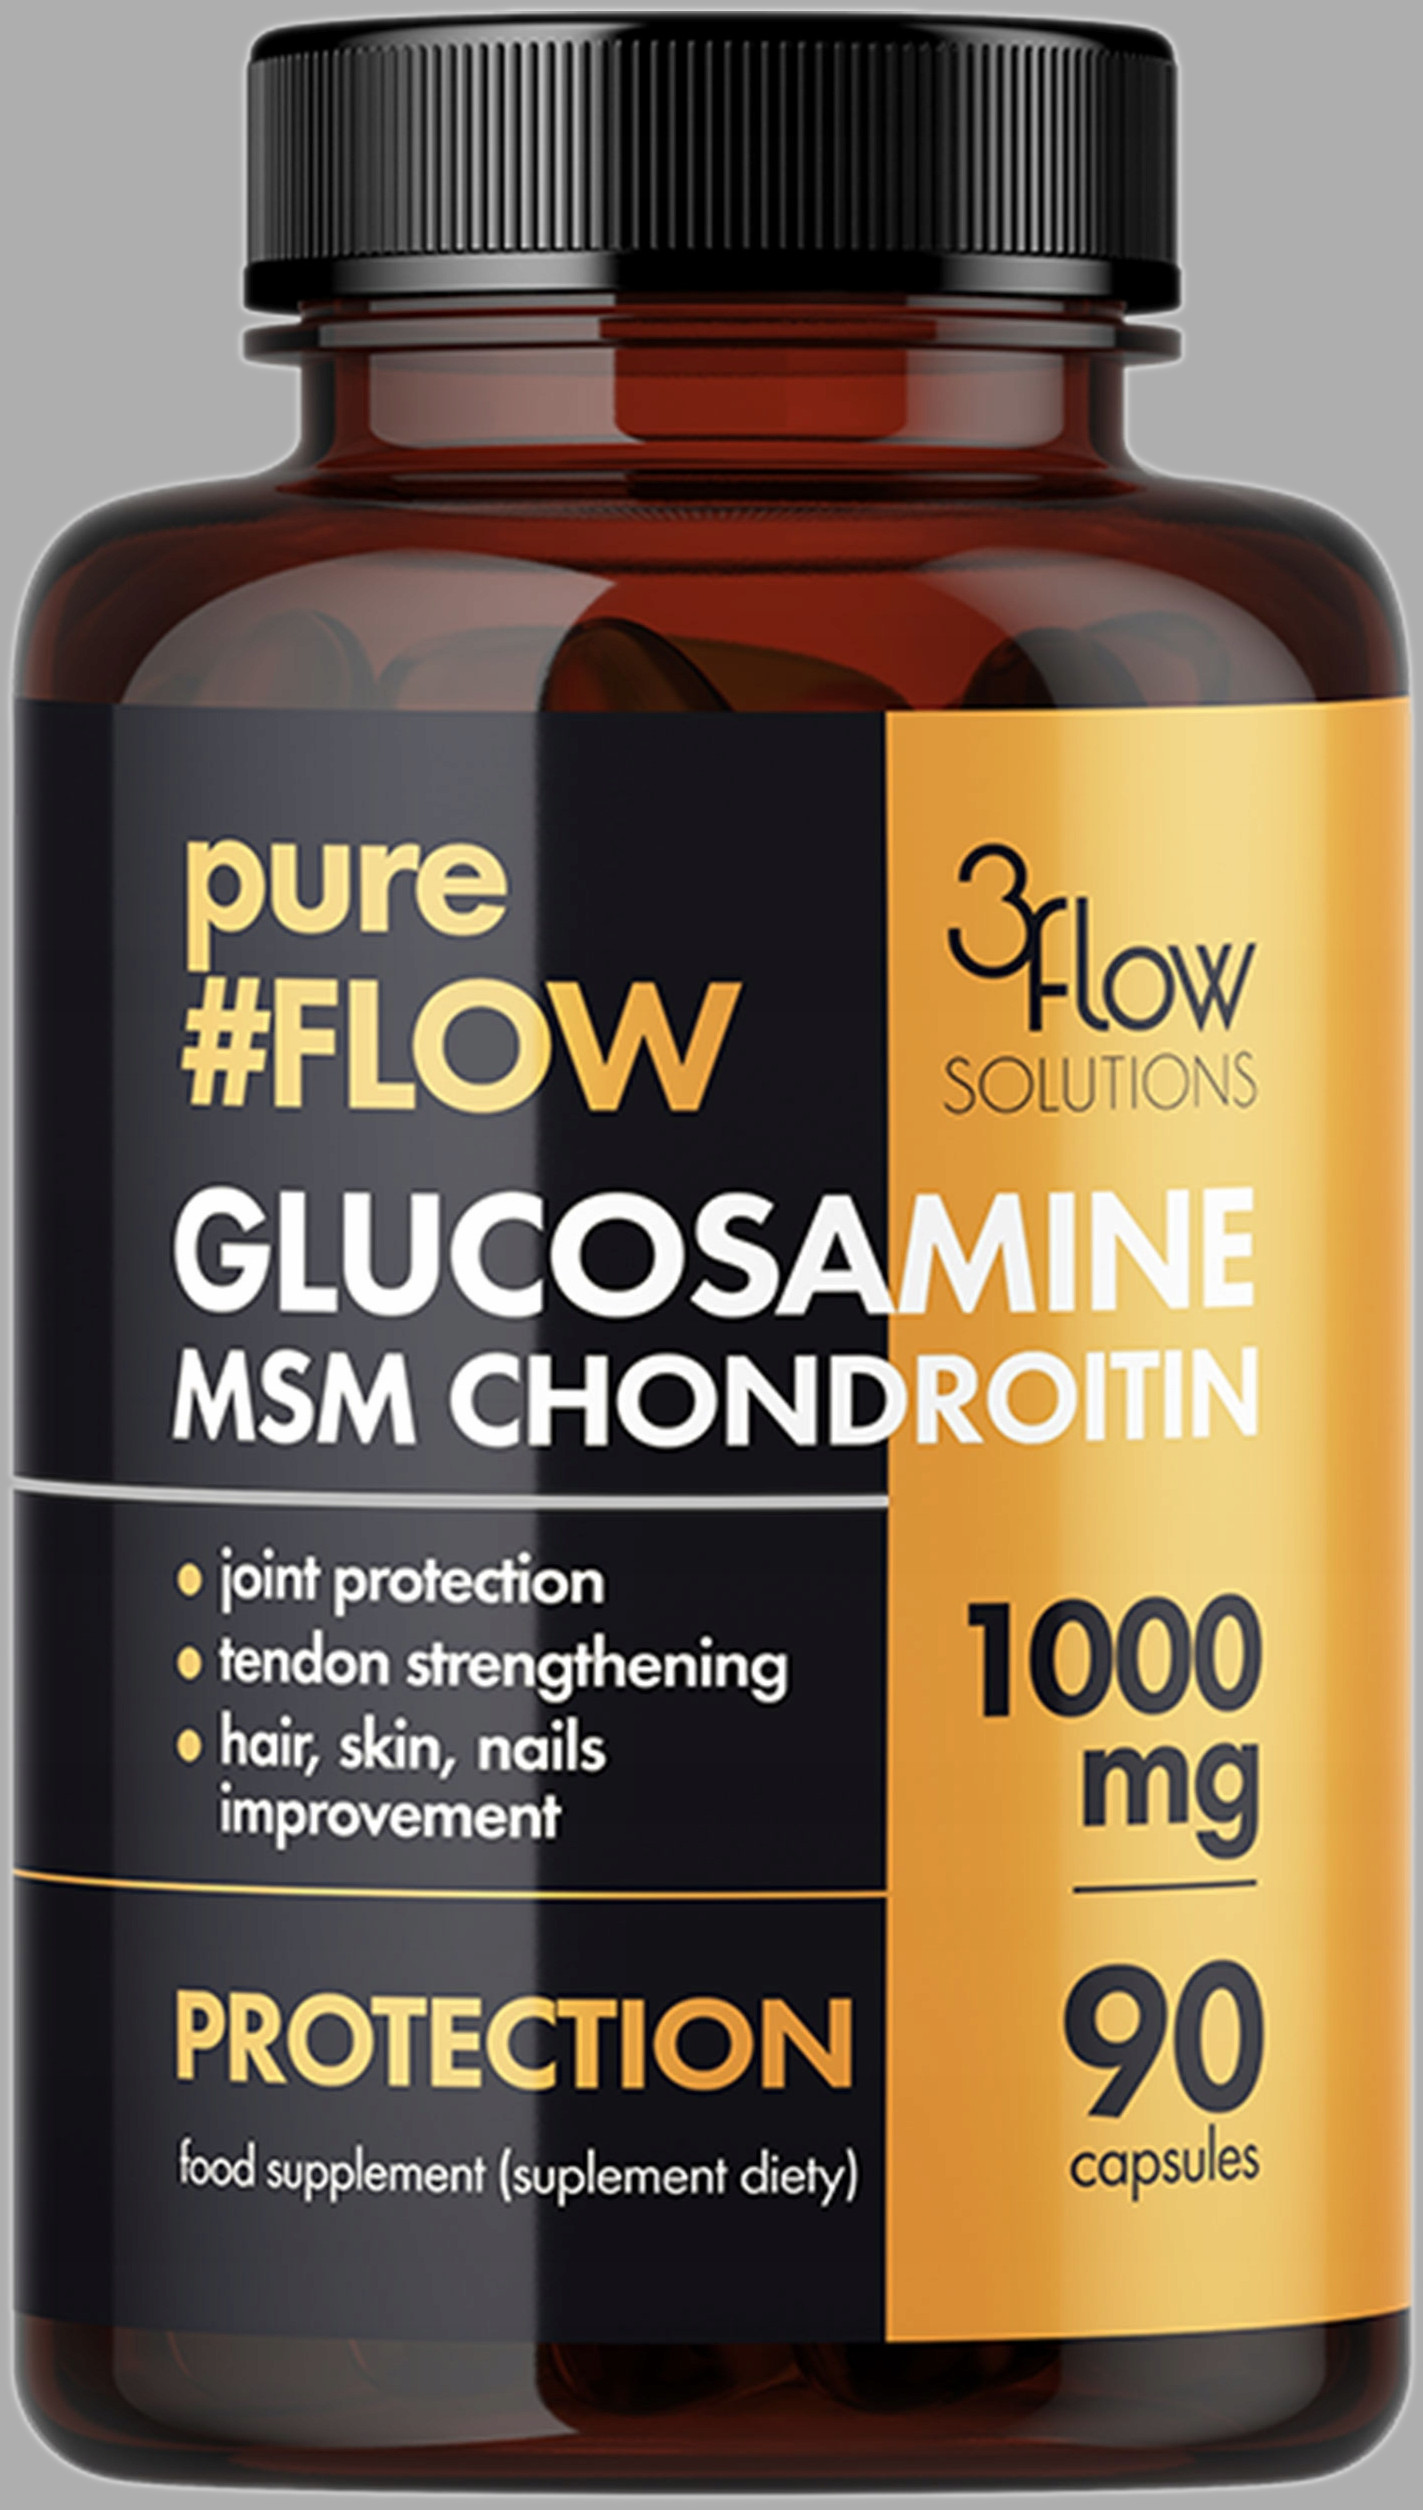 pure
#FLOW
3flow
SOLUTIONS
GLUCOSAMINE
MSM CHONDROITIN
joint protection
tendon strengthening
hair, skin, nails
improvement
1000
mg
90
capsules
PROTECTION
food supplement (suplement diety)